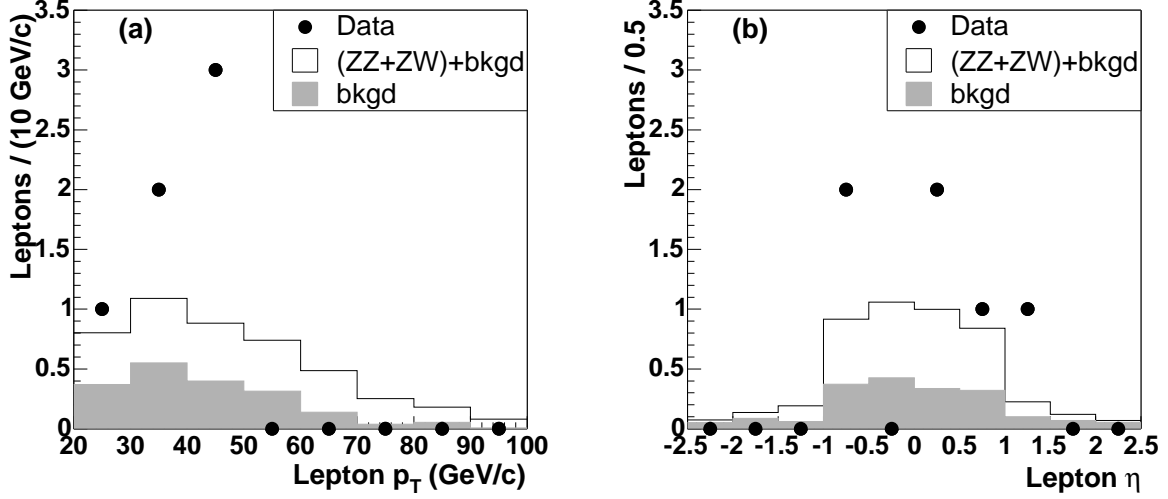 (a)
Data
(ZZ+ZW)+bkgd
bkgd
Leptons / (10 GeV/c)
3.5
3
2.5
2
1.5
1
0.5
0
20 30 40 50 60 70 80 90 100
Lepton p_T (GeV/c)
(b)
Data
(ZZ+ZW)+bkgd
bkgd
Leptons / 0.5
3.5
3
2.5
2
1.5
1
0.5
0
-2.5 -2 -1.5 -1 -0.5 0 0.5 1 1.5 2 2.5
Lepton η